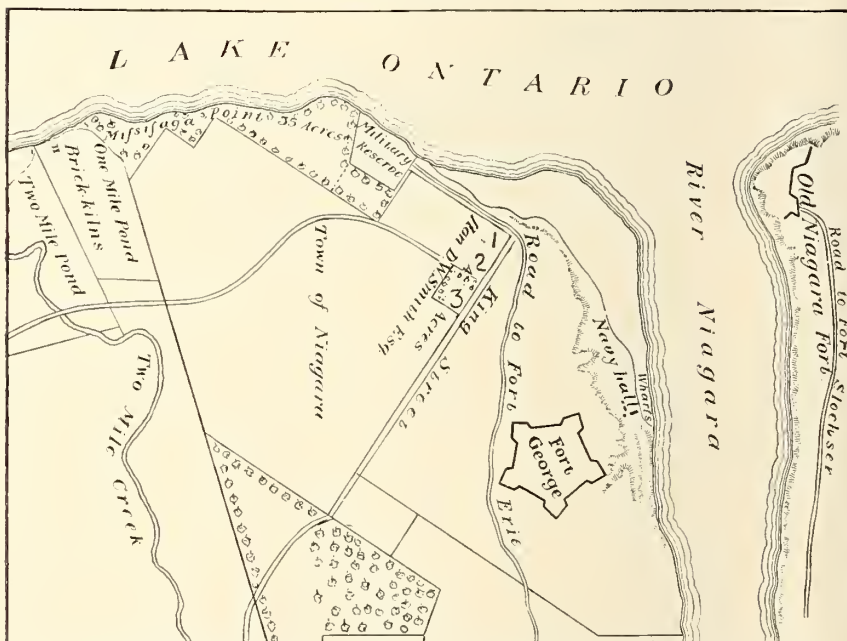 LAKE ONTARIO
Missisaga Point 35 Acres
Military
Reserve
One Mile Pond
Brick-kilns
Two Mile Pond
Two Mile Creek
Town of Niagara
1
2
3
4
Hon D W Smith Esq
Acres
King Street
Road to Fort Erie
Navy halls
Wharfs
Fort
George
River Niagara
Old Niagara Fort
Road to Fort Slockser